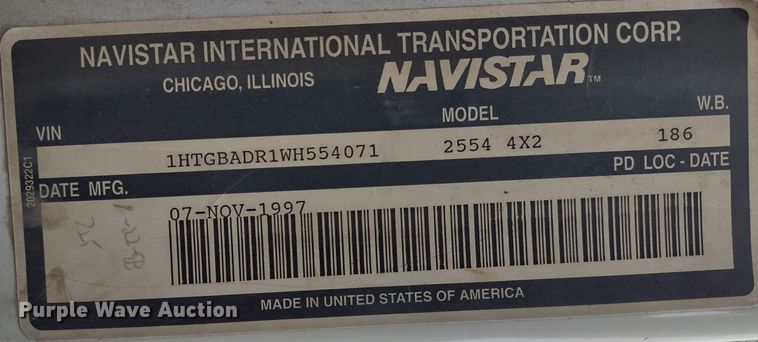 NAVISTAR INTERNATIONAL TRANSPORTATION CORP.
CHICAGO, ILLINOIS NAVISTAR™
VIN MODEL W.B.
1HTGBADR1WH554071 2554 4X2 186
DATE MFG. PD LOC - DATE
07-NOV-1997
2029322C1
MADE IN UNITED STATES OF AMERICA
Purple Wave Auction